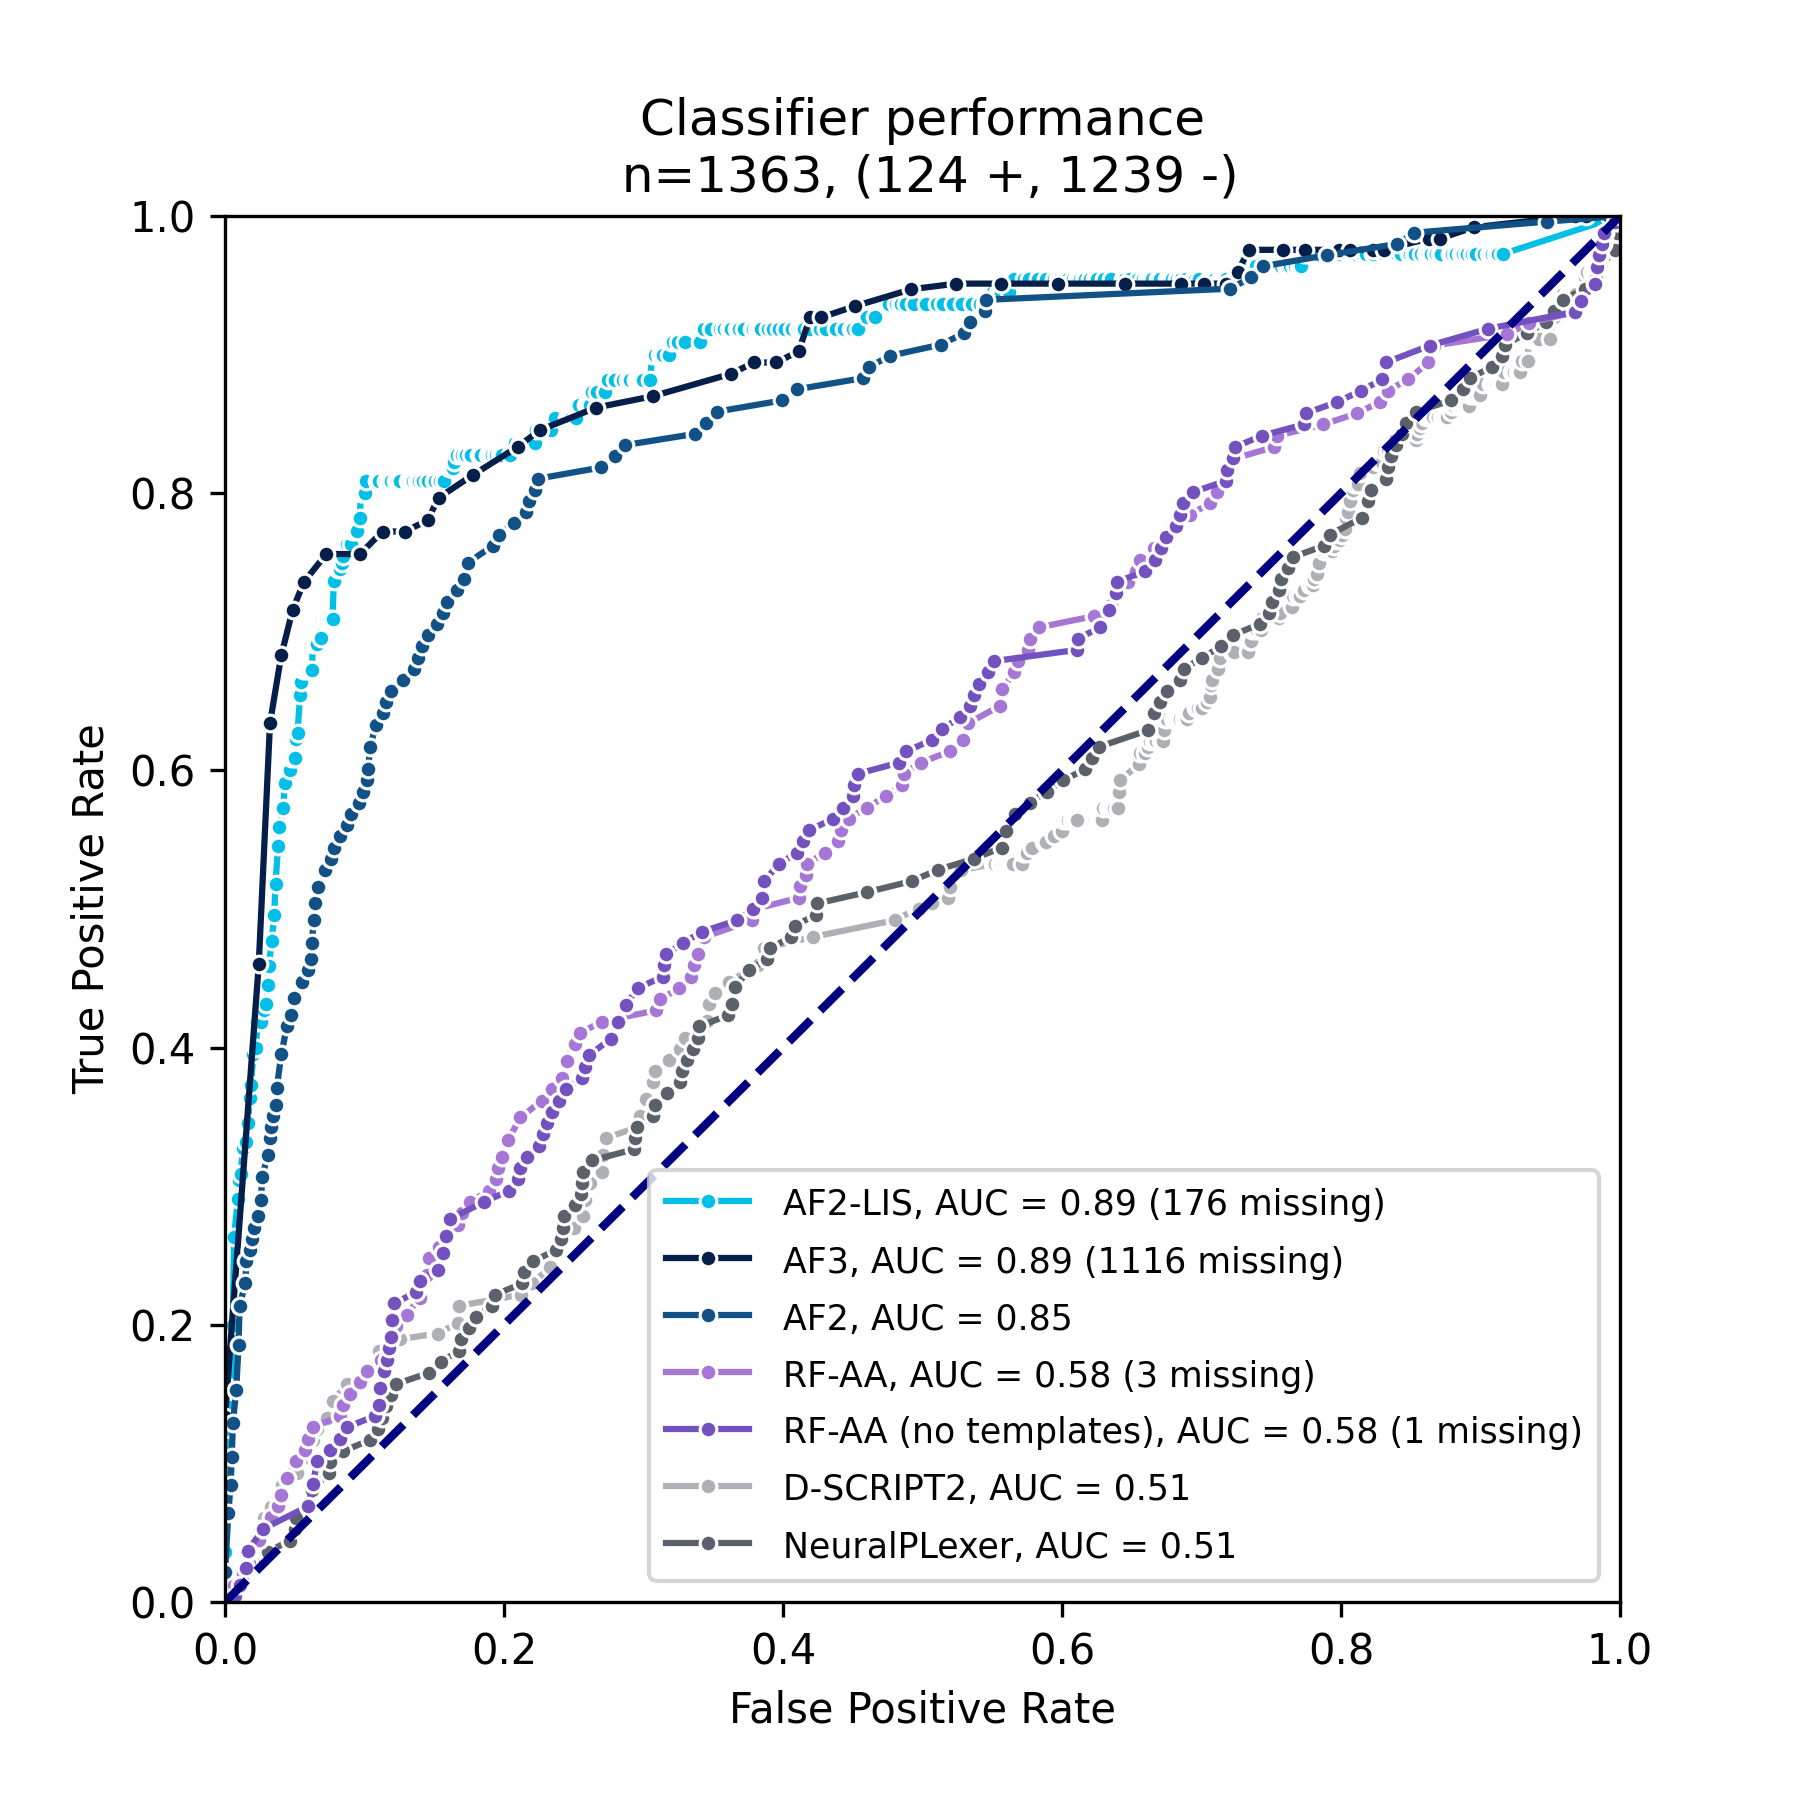 Classifier performance
n=1363, (124 +, 1239 -)
1.0
0.8
0.6
0.4
0.2
0.0
True Positive Rate
AF2-LIS, AUC = 0.89 (176 missing)
AF3, AUC = 0.89 (1116 missing)
AF2, AUC = 0.85
RF-AA, AUC = 0.58 (3 missing)
RF-AA (no templates), AUC = 0.58 (1 missing)
D-SCRIPT2, AUC = 0.51
NeuralPLexer, AUC = 0.51
0.0 0.2 0.4 0.6 0.8 1.0
False Positive Rate